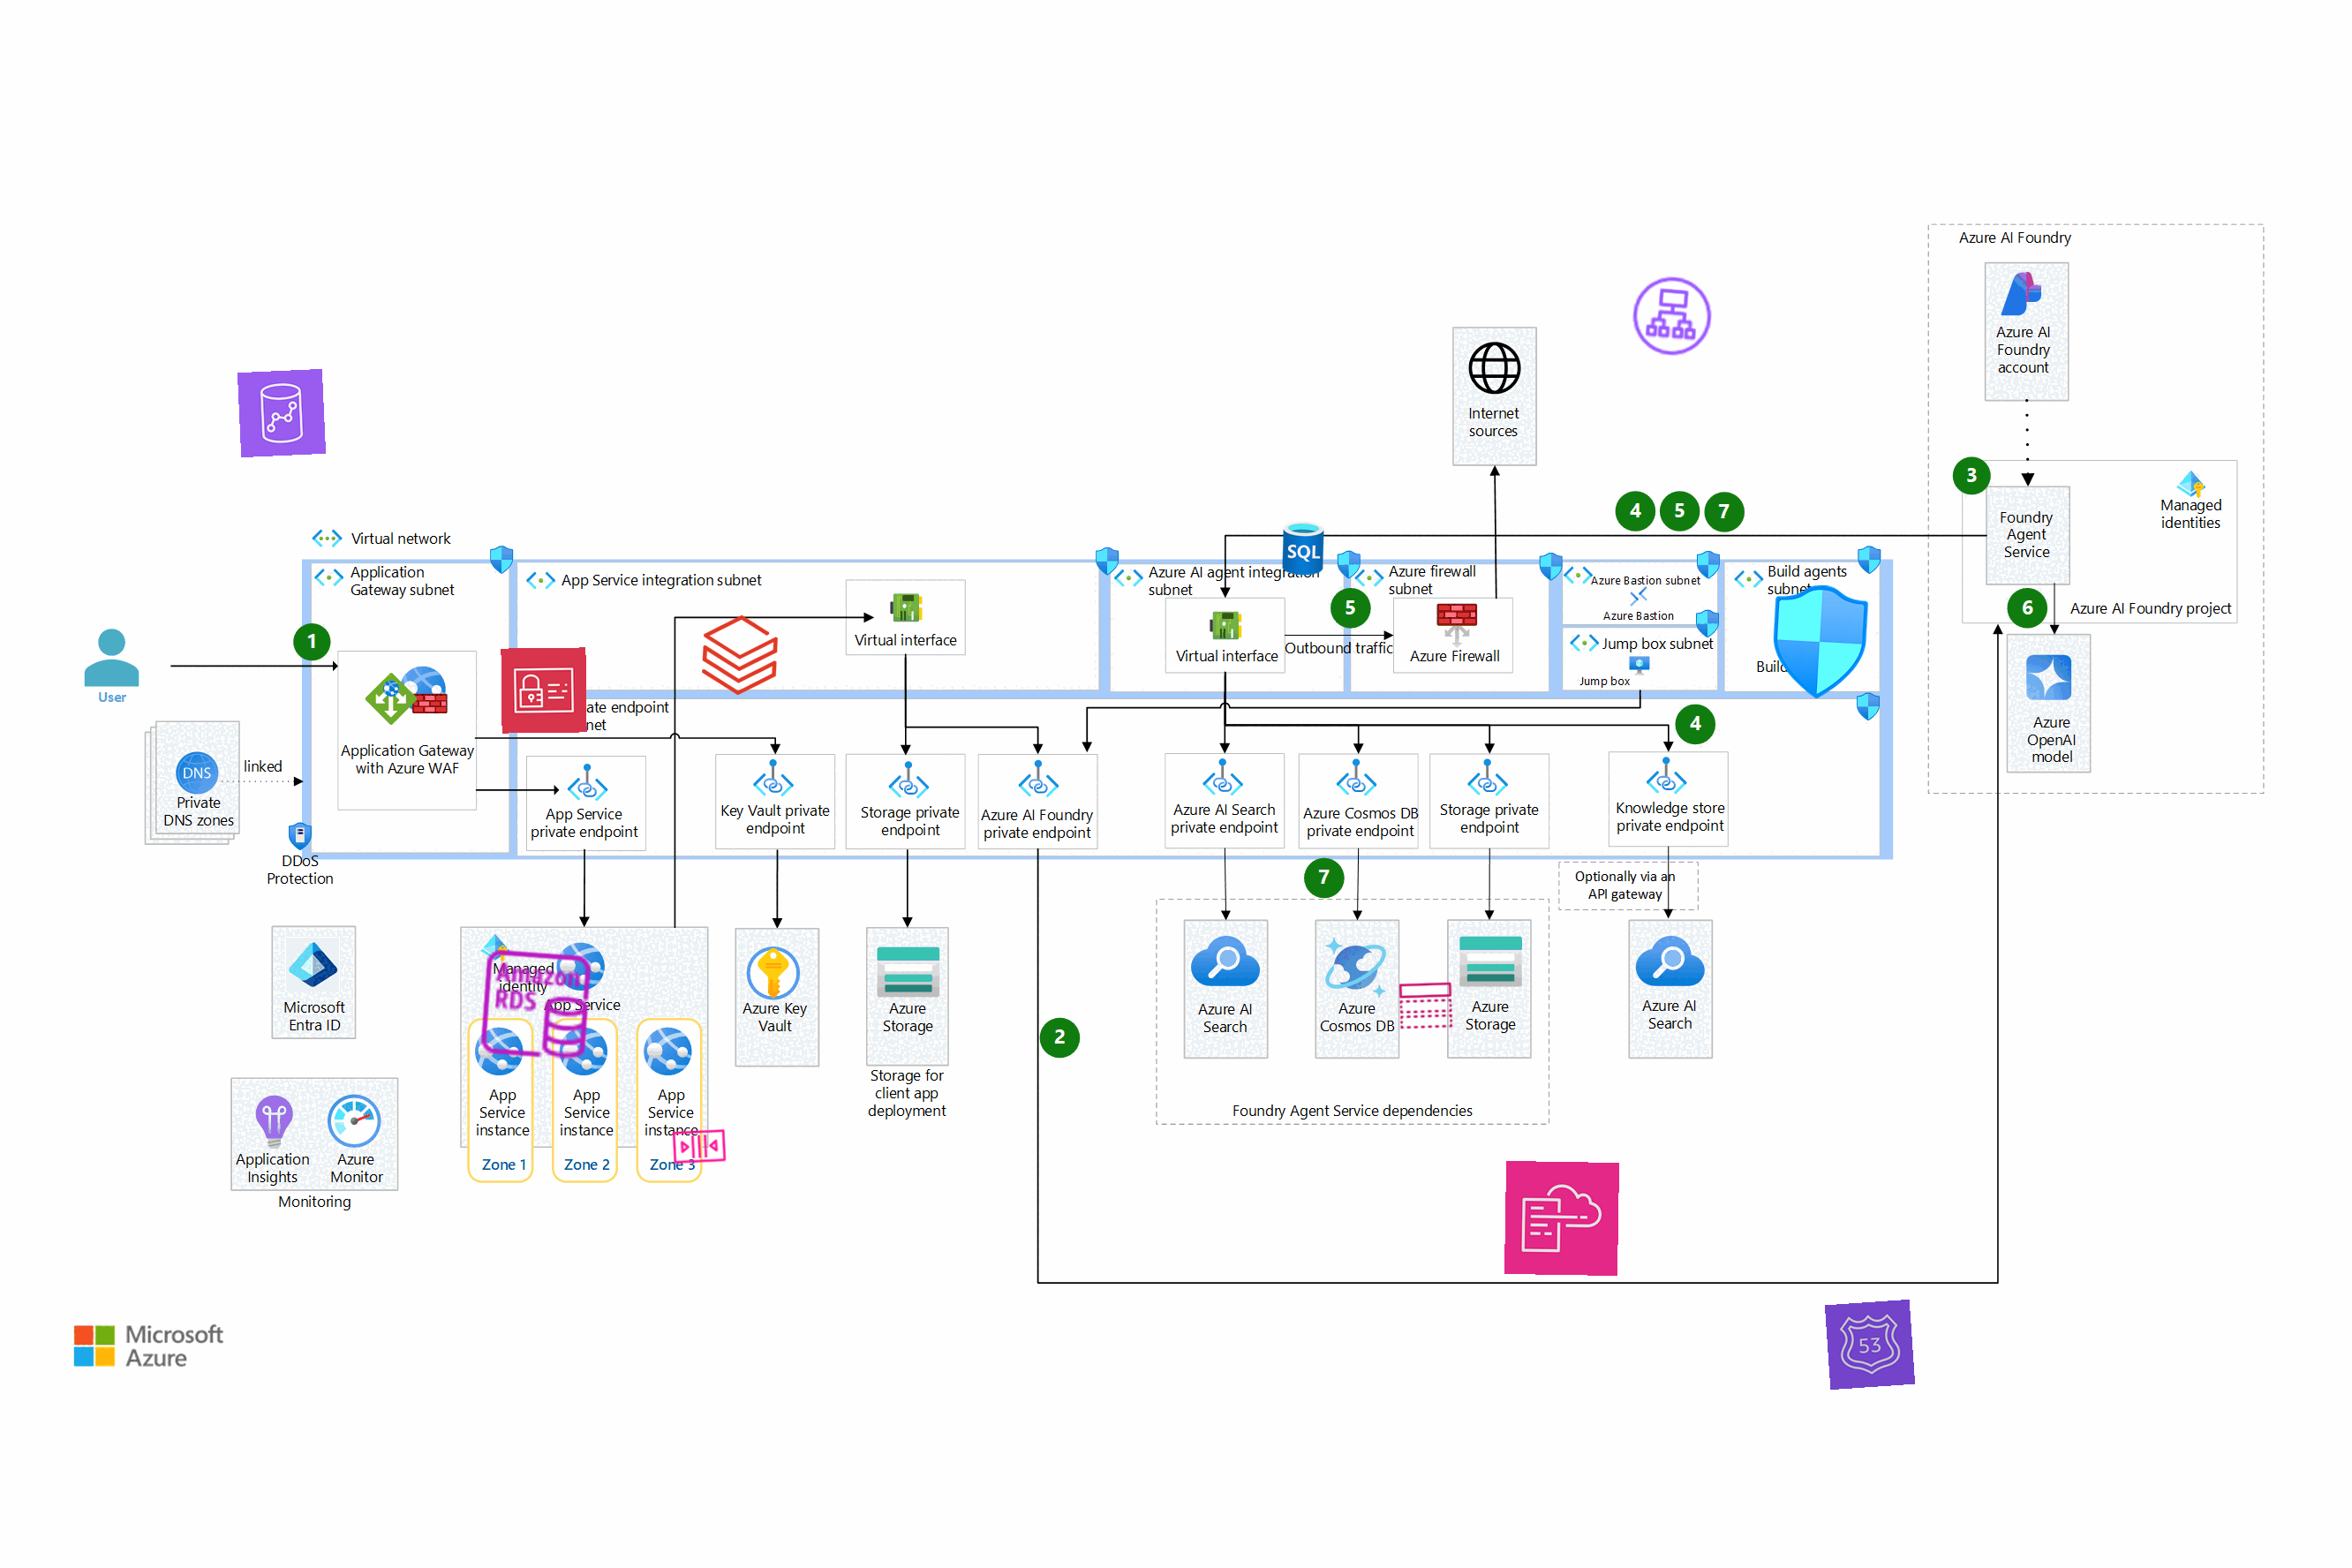 Azure AI Foundry
Azure AI
Foundry
account
Internet
sources
3
Managed
identities
4
5
7
Foundry
Agent
Service
Virtual network
SQL
Application
Gateway subnet
App Service integration subnet
Azure AI agent integration
subnet
Azure firewall
subnet
Azure Bastion subnet
Azure Bastion
Build agents
subnet
1
Virtual interface
Virtual interface
5
Outbound traffic
Azure Firewall
Jump box subnet
Jump box
Build
6
Azure AI Foundry project
User
ate endpoint
net
Application Gateway
with Azure WAF
4
Azure
OpenAI
model
DNS
linked
Private
DNS zones
App Service
private endpoint
Key Vault private
endpoint
Storage private
endpoint
Azure AI Foundry
private endpoint
Azure AI Search
private endpoint
Azure Cosmos DB
private endpoint
Storage private
endpoint
Knowledge store
private endpoint
DDoS
Protection
7
Optionally via an
API gateway
Microsoft
Entra ID
Managed
identity
Amazon
RDS
App Service
Azure Key
Vault
Azure
Storage
2
Azure AI
Search
Azure
Cosmos DB
Azure
Storage
Azure AI
Search
App
Service
instance
App
Service
instance
App
Service
instance
Zone 1
Zone 2
Zone 3
Storage for
client app
deployment
Foundry Agent Service dependencies
Application
Insights
Azure
Monitor
Monitoring
53
Microsoft
Azure